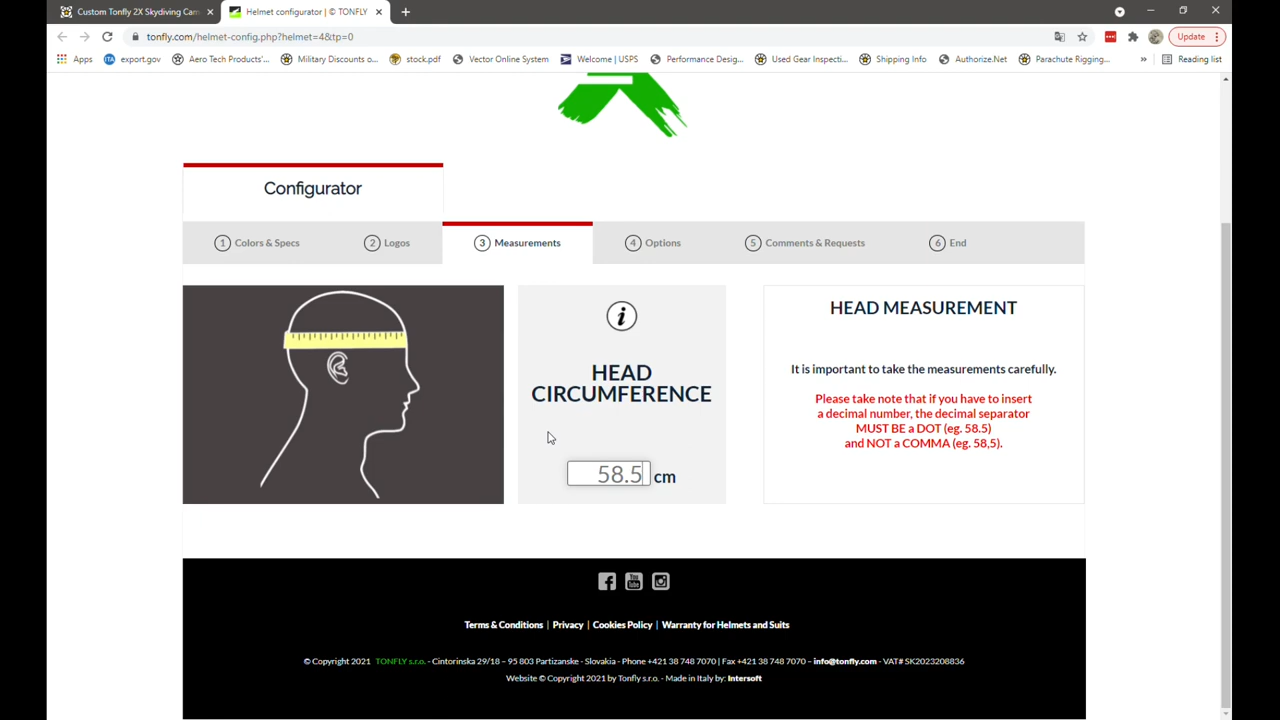 Custom Tonfly 2X Skydiving Cam
Helmet configurator | © TONFLY
tonfly.com/helmet-config.php?helmet=4&tp=0
Update
Apps
export.gov
Aero Tech Products'...
Military Discounts o...
stock.pdf
Vector Online System
Welcome | USPS
Performance Desig...
Used Gear Inspecti...
Shipping Info
Authorize.Net
Parachute Rigging...
»
Reading list
Configurator
1 Colors & Specs
2 Logos
3 Measurements
4 Options
5 Comments & Requests
6 End
i
HEAD
CIRCUMFERENCE
58.5 cm
HEAD MEASUREMENT
It is important to take the measurements carefully.
Please take note that if you have to insert
a decimal number, the decimal separator
MUST BE a DOT (eg. 58.5)
and NOT a COMMA (eg. 58,5).
You Tube
Terms & Conditions | Privacy | Cookies Policy | Warranty for Helmets and Suits
© Copyright 2021 TONFLY s.r.o. - Cintorinska 29/18 – 95 803 Partizanske - Slovakia - Phone +421 38 748 7070 | Fax +421 38 748 7070 – info@tonfly.com - VAT# SK2023208836
Website © Copyright 2021 by Tonfly s.r.o. - Made in Italy by: Intersoft